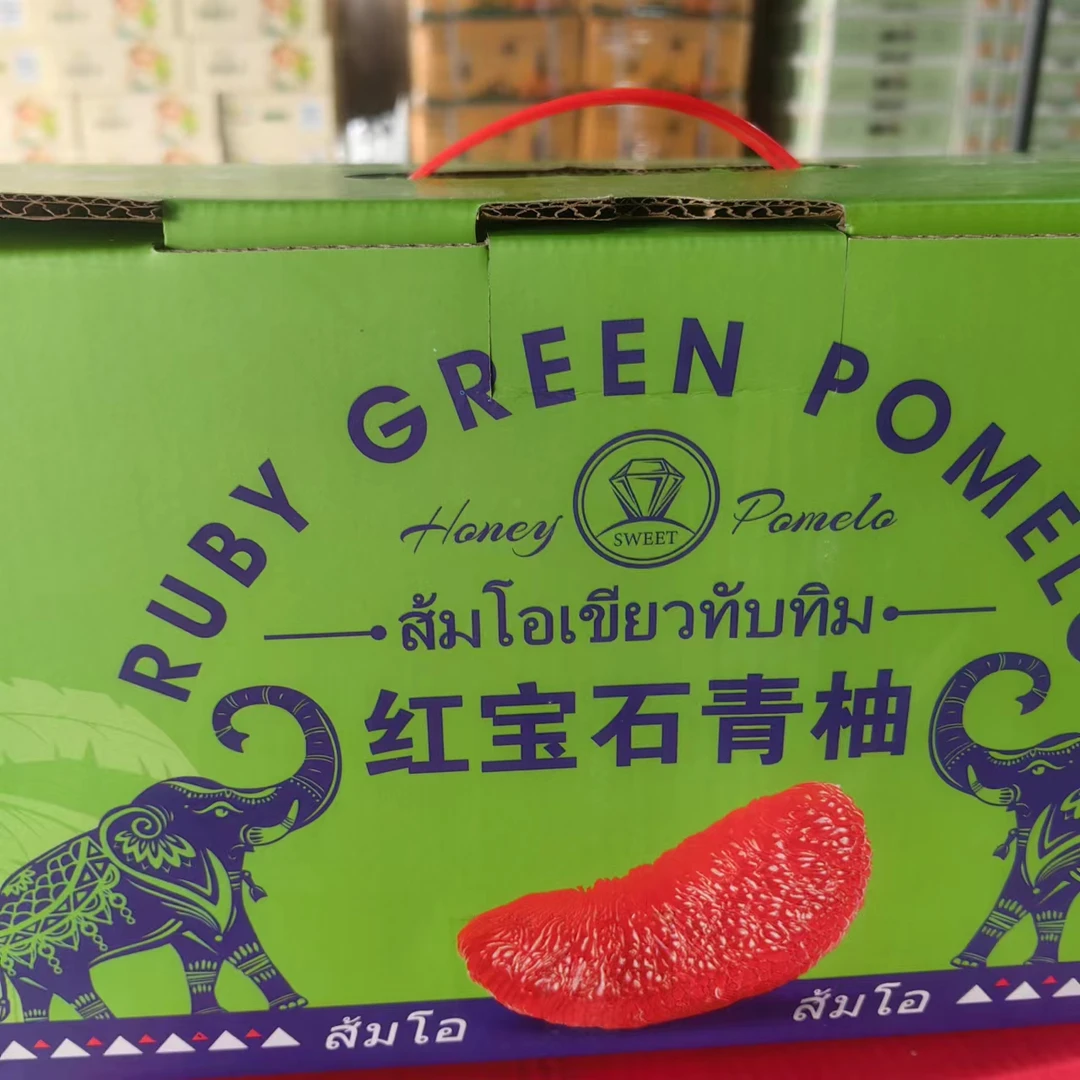 RUBY GREEN POMELO
Honey SWEET Pomelo
ส้มโอเขียวทับทิม
红宝石青柚
ส้มโอ ส้มโอ